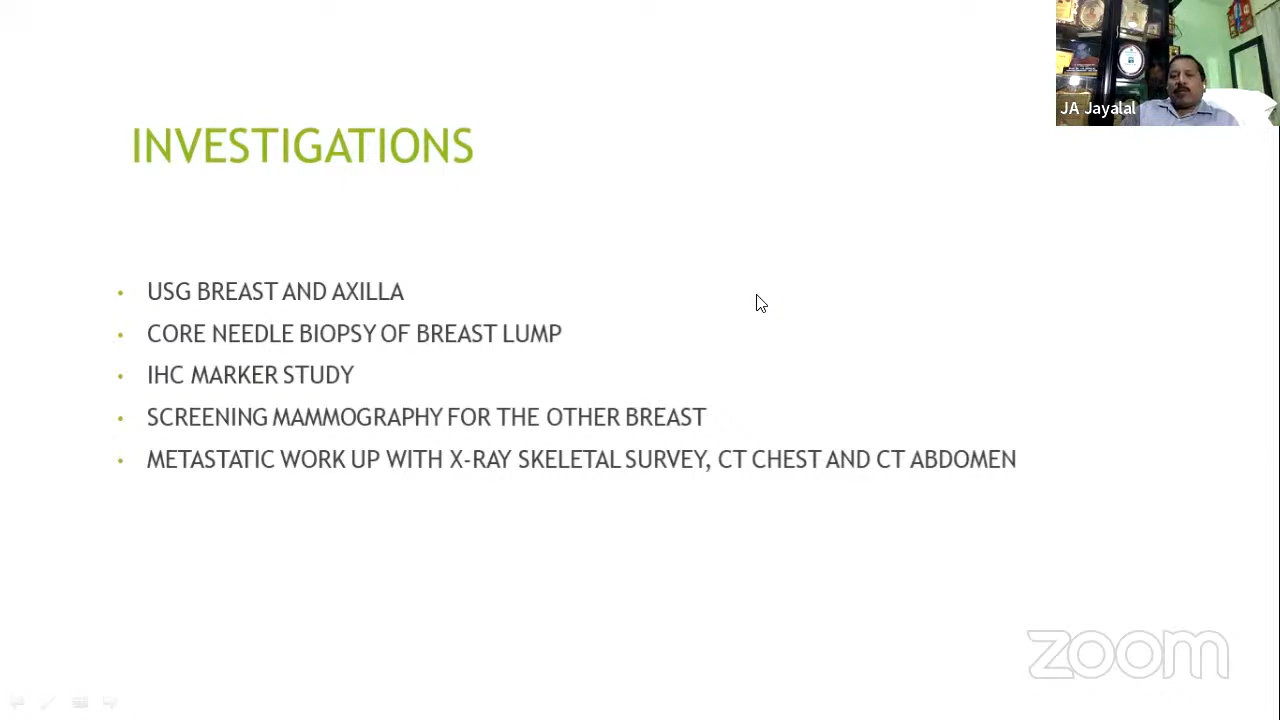 JA Jayalal
INVESTIGATIONS
• USG BREAST AND AXILLA
• CORE NEEDLE BIOPSY OF BREAST LUMP
• IHC MARKER STUDY
• SCREENING MAMMOGRAPHY FOR THE OTHER BREAST
• METASTATIC WORK UP WITH X-RAY SKELETAL SURVEY, CT CHEST AND CT ABDOMEN
zoom